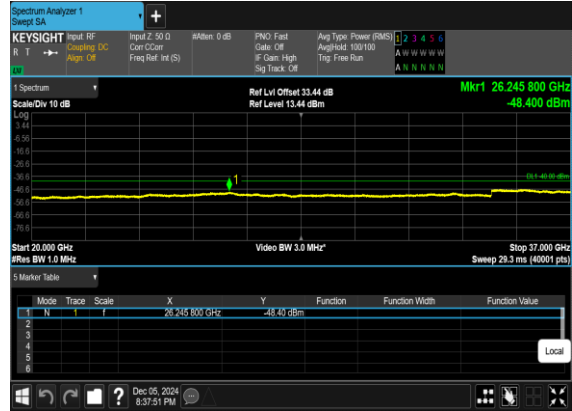 Spectrum Analyzer 1
Swept SA
+
KEYSIGHT Input: RF Input Z: 50 Ω #Atten: 0 dB PNO: Fast Avg Type: Power (RMS) 1 2 3 4 5 6
R T Coupling: DC Corr CCorr Gate: Off Avg|Hold: 100/100 A W W W W W
Align: Off Freq Ref: Int (S) IF Gain: High Trig: Free Run
Sig Track: Off A N N N N N
1 Spectrum Ref Lvl Offset 33.44 dB Mkr1 26.245 800 GHz
Scale/Div 10 dB Ref Level 13.44 dBm -48.400 dBm
Log
3.44
-6.56
-16.6
-26.6
1
DL1 -40.00 dBm
-36.6
-46.6
-56.6
-66.6
-76.6
Start 20.000 GHz Video BW 3.0 MHz* Stop 37.000 GHz
#Res BW 1.0 MHz Sweep 29.3 ms (40001 pts)
5 Marker Table
Mode Trace Scale X Y Function Function Width Function Value
1 N 1 f 26.245 800 GHz -48.40 dBm
2
3
4
5
6
Local
? Dec 05, 2024
8:37:51 PM